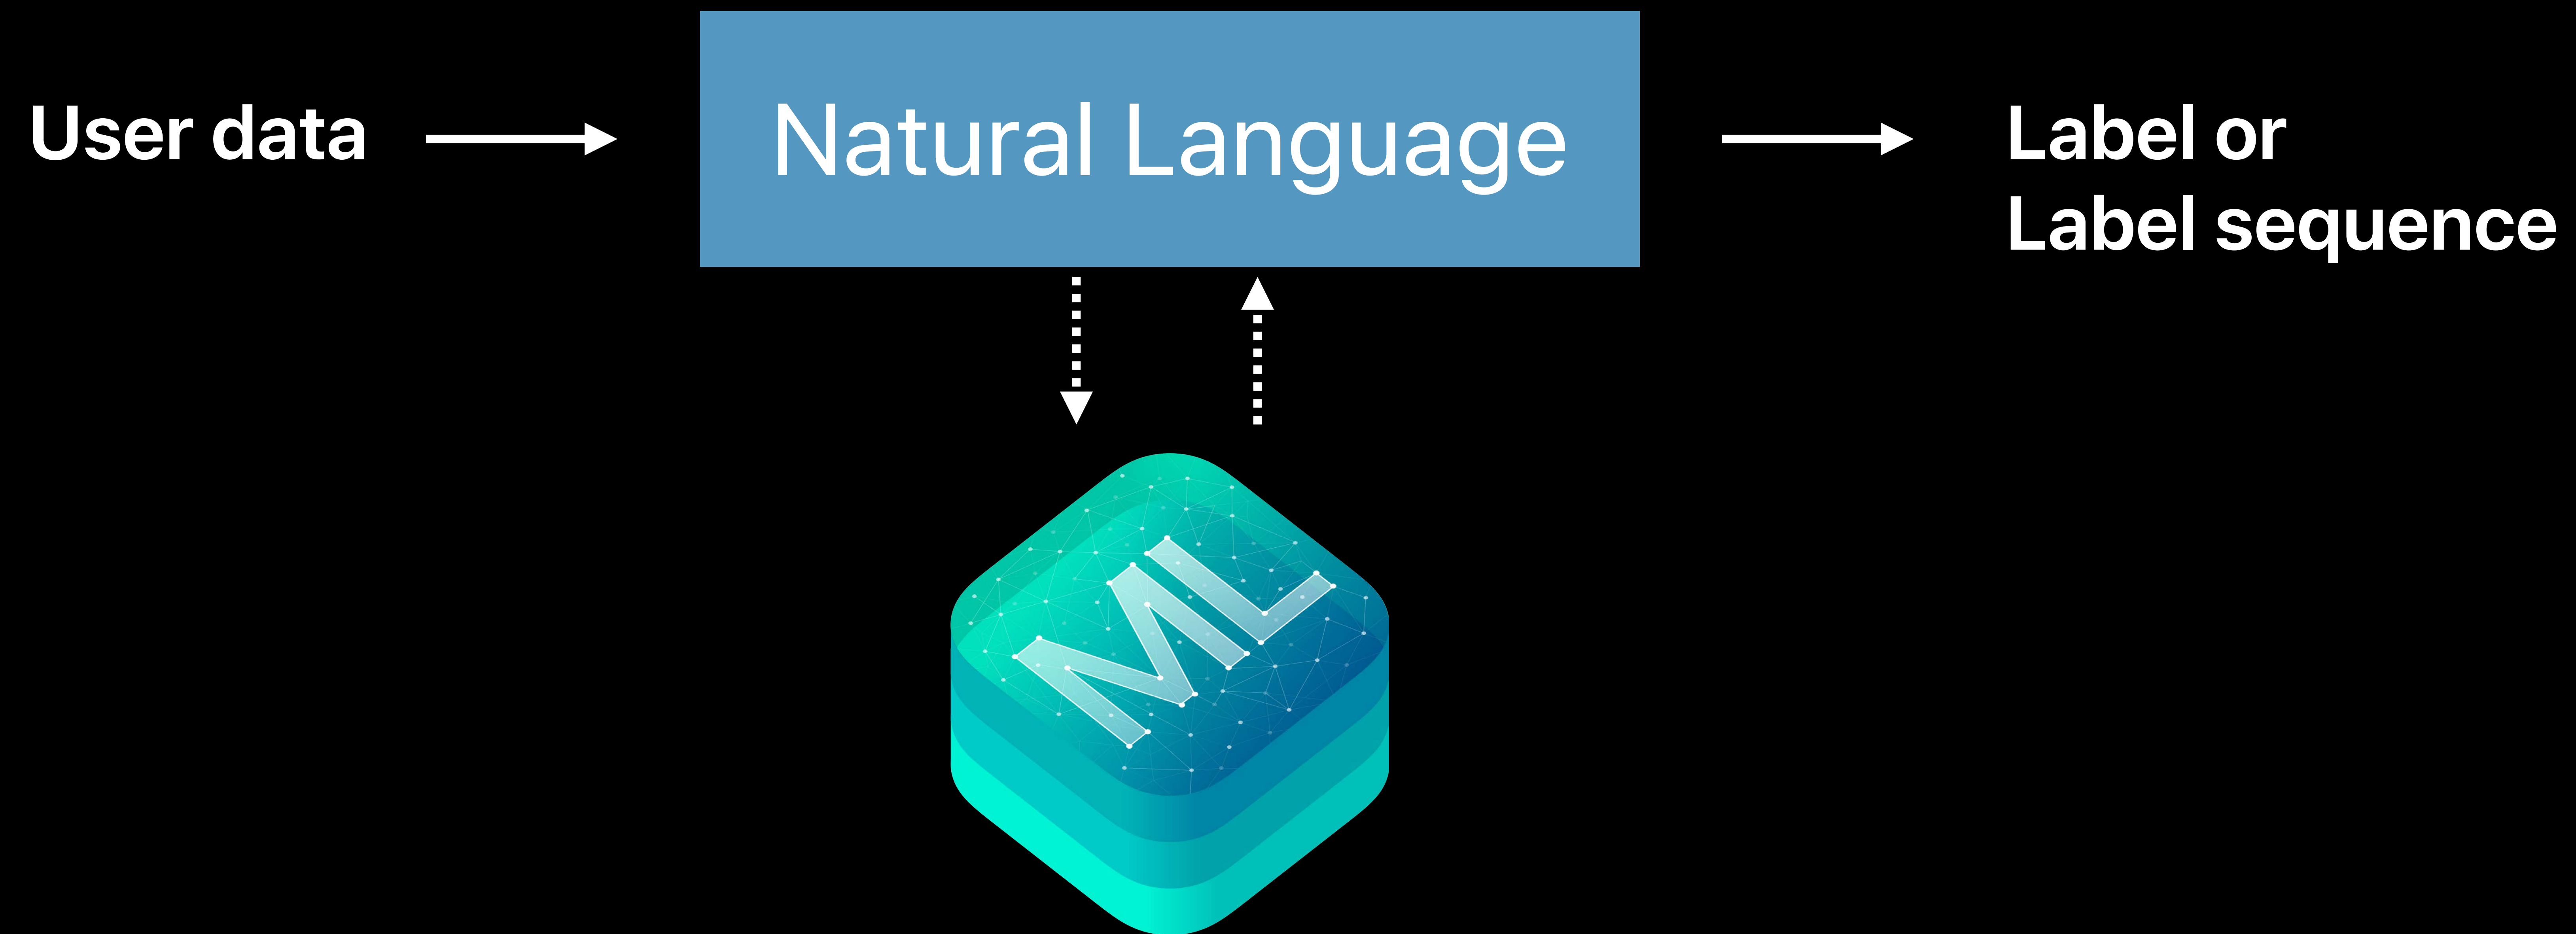 User data
Natural Language
Label or
Label sequence
ML